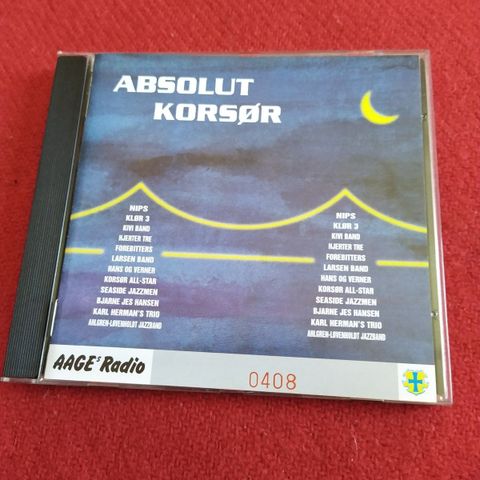 ABSOLUT
KORSØR
NIPS
KLØR 3
KIVI BAND
HJERTER TRE
FOREBITTERS
LARSEN BAND
HANS OG VERNER
KORSØR ALL-STAR
SEASIDE JAZZMEN
BJARNE JES HANSEN
KARL HERMAN'S TRIO
AHLGREN-LØVENHOLDT JAZZBAND
NIPS
KLØR 3
KIVI BAND
HJERTER TRE
FOREBITTERS
LARSEN BAND
HANS OG VERNER
KORSØR ALL-STAR
SEASIDE JAZZMEN
BJARNE JES HANSEN
KARL HERMAN'S TRIO
AHLGREN-LØVENHOLDT JAZZBAND
AAGE'S Radio
0408